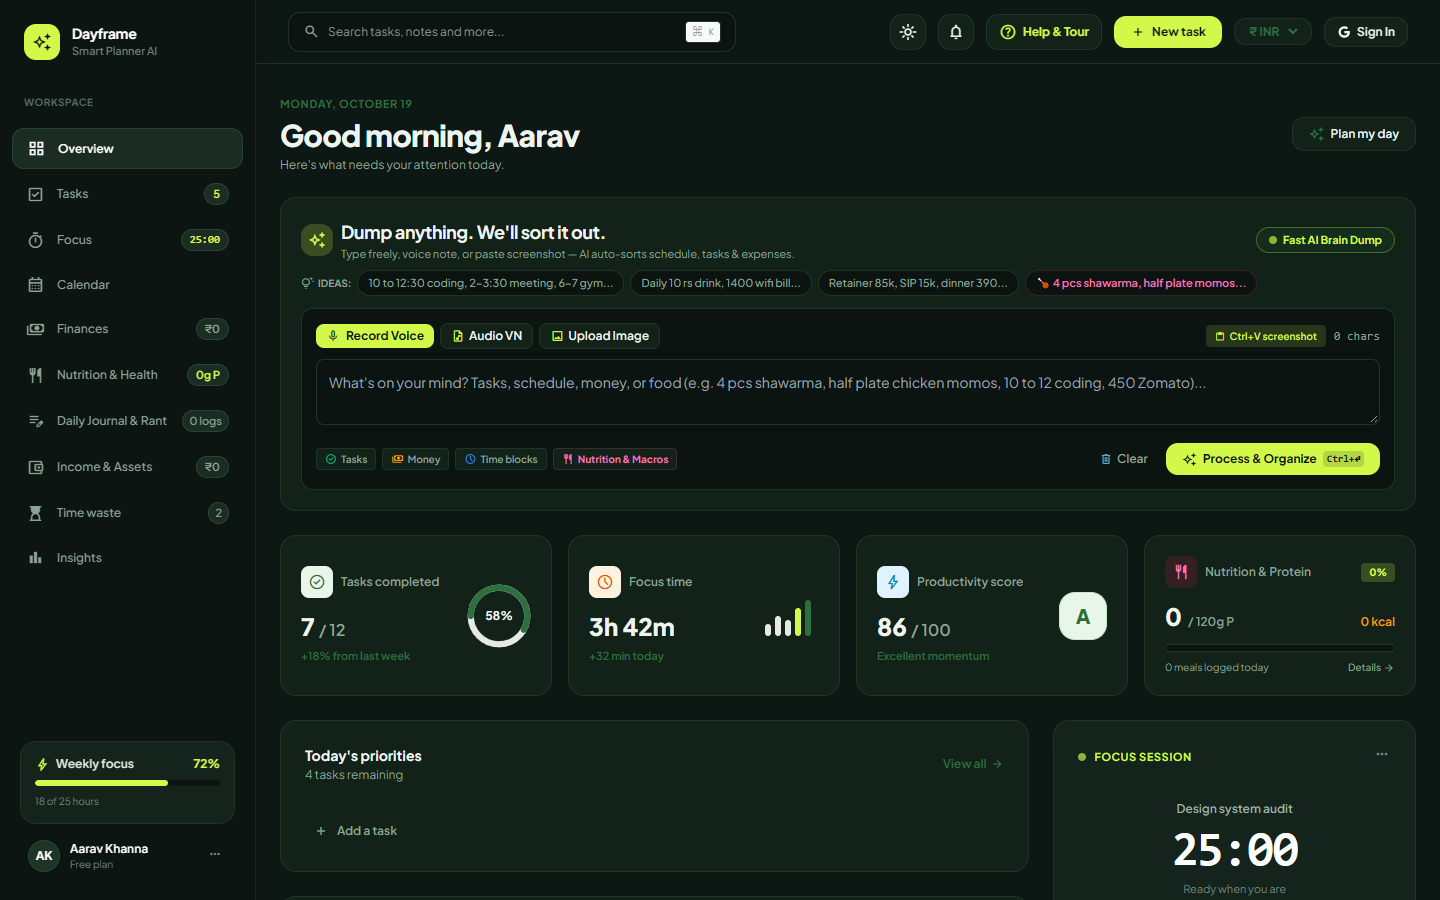 Dayframe
Smart Planner AI
WORKSPACE
Overview
Tasks 5
Focus 25:00
Calendar
Finances ₹0
Nutrition & Health 0g P
Daily Journal & Rant 0 logs
Income & Assets ₹0
Time waste 2
Insights
Weekly focus 72%
18 of 25 hours
AK
Aarav Khanna
Free plan
Search tasks, notes and more...
⌘ K
Help & Tour
New task
₹ INR
G Sign In
MONDAY, OCTOBER 19
Good morning, Aarav
Here's what needs your attention today.
Plan my day
Dump anything. We'll sort it out.
Type freely, voice note, or paste screenshot — AI auto-sorts schedule, tasks & expenses.
Fast AI Brain Dump
IDEAS: 10 to 12:30 coding, 2–3:30 meeting, 6–7 gym... Daily 10 rs drink, 1400 wifi bill... Retainer 85k, SIP 15k, dinner 390... 4 pcs shawarma, half plate momos...
Record Voice Audio VN Upload Image Ctrl+V screenshot 0 chars
What's on your mind? Tasks, schedule, money, or food (e.g. 4 pcs shawarma, half plate chicken momos, 10 to 12 coding, 450 Zomato)...
Tasks Money Time blocks Nutrition & Macros Clear Process & Organize Ctrl+⏎
Tasks completed
7 / 12
+18% from last week
58%
Focus time
3h 42m
+32 min today
Productivity score
86 / 100
Excellent momentum
A
Nutrition & Protein 0%
0 / 120g P 0 kcal
0 meals logged today Details →
Today's priorities
4 tasks remaining
View all →
+ Add a task
FOCUS SESSION
Design system audit
25:00
Ready when you are